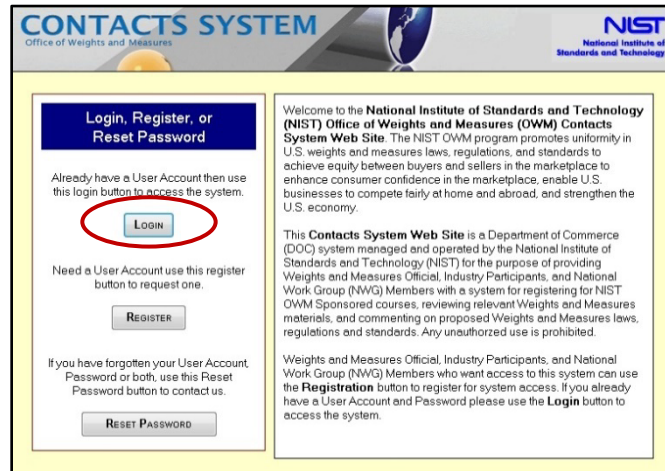 CONTACTS SYSTEM
Office of Weights and Measures
NIST
National Institute of
Standards and Technology
Login, Register, or
Reset Password
Already have a User Account then use
this login button to access the system.
LOGIN
Need a User Account use this register
button to request one.
REGISTER
If you have forgotten your User Account,
Password or both, use this Reset
Password button to contact us.
RESET PASSWORD
Welcome to the National Institute of Standards and Technology
(NIST) Office of Weights and Measures (OWM) Contacts
System Web Site. The NIST OWM program promotes uniformity in
U.S. weights and measures laws, regulations, and standards to
achieve equity between buyers and sellers in the marketplace to
enhance consumer confidence in the marketplace, enable U.S.
businesses to compete fairly at home and abroad, and strengthen the
U.S. economy.
This Contacts System Web Site is a Department of Commerce
(DOC) system managed and operated by the National Institute of
Standards and Technology (NIST) for the purpose of providing
Weights and Measures Official, Industry Participants, and National
Work Group (NWG) Members with a system for registering for NIST
OWM Sponsored courses, reviewing relevant Weights and Measures
materials, and commenting on proposed Weights and Measures laws,
regulations and standards. Any unauthorzed use is prohibited.
Weights and Measures Official, Industry Participants, and National
Work Group (NWG) Members who want access to this system can use
the Registration button to register for system access. If you already
have a User Account and Password please use the Login button to
access the system.